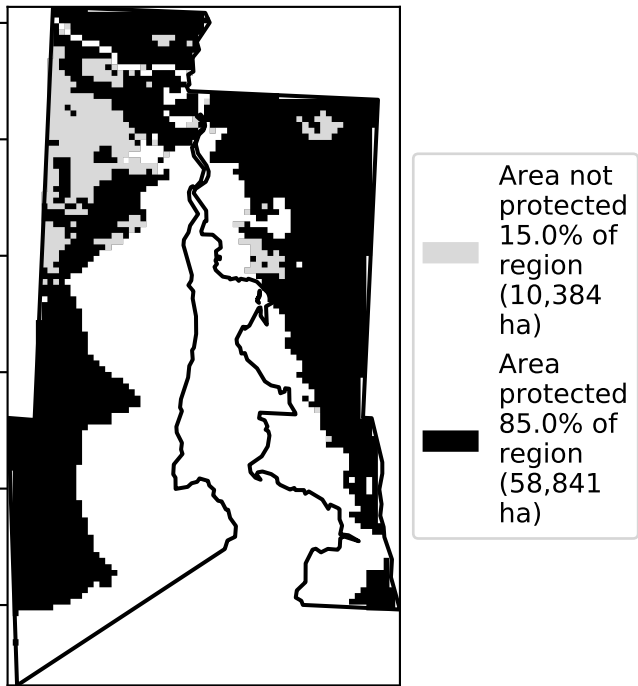 Area not
protected
15.0% of
region
(10,384
ha)
Area
protected
85.0% of
region
(58,841
ha)